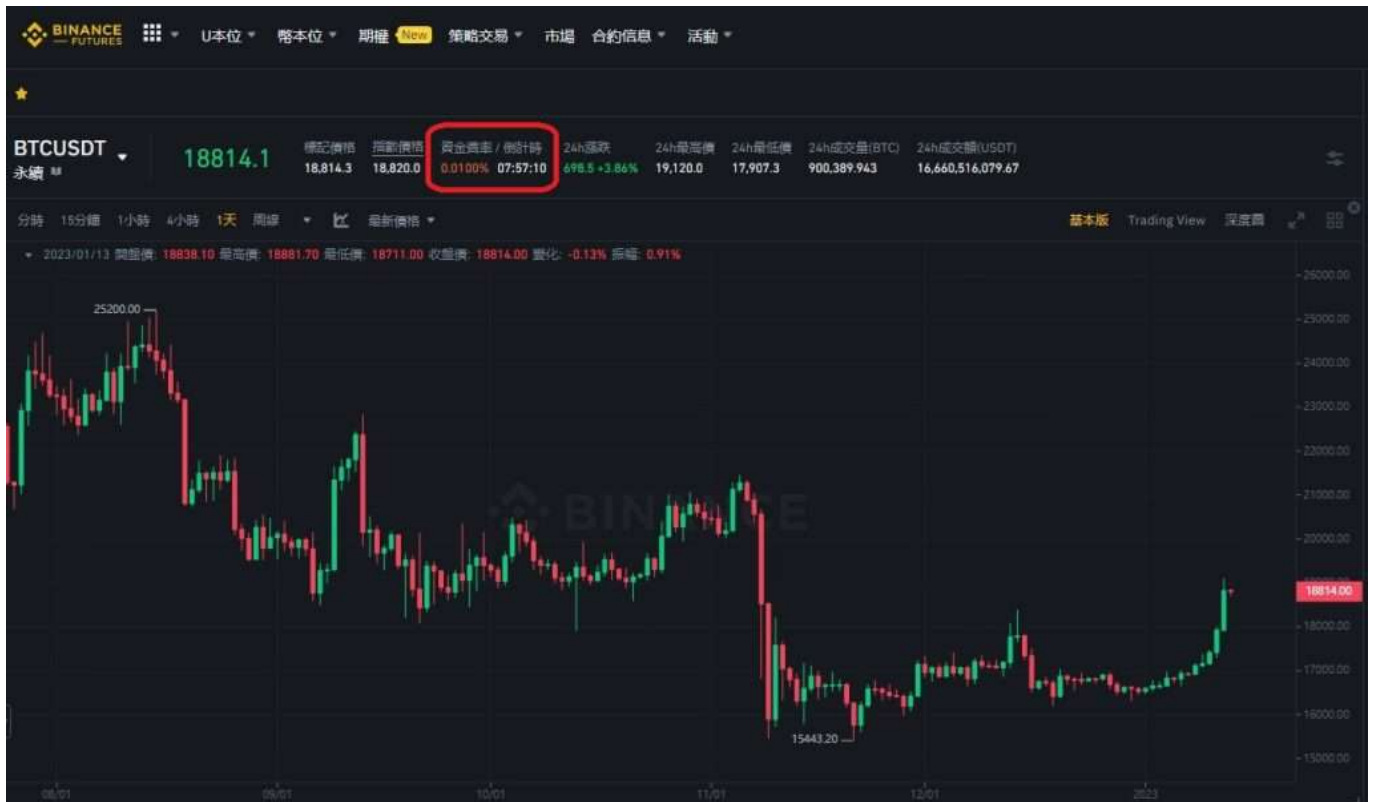 BINANCE FUTURES U本位 幣本位 期權 New 策略交易 市場 合約信息 活動
BTCUSDT 永續
18814.1
標記價格 指數價格 資金費率 / 倒計時 24h漲跌 24h最高價 24h最低價 24h成交量(BTC) 24h成交額(USDT)
18,814.3 18,820.0 0.0100% 07:57:10 698.5 +3.86% 19,120.0 17,907.3 900,389.943 16,660,516,079.67
分時 15分鐘 1小時 4小時 1天 周線 最新價格 基本版 Trading View 深度圖
2023/01/13 開盤價: 18838.10 最高價: 18881.70 最低價: 18711.00 收盤價: 18814.00 變化: -0.13% 振幅: 0.91%
26000.00
25200.00
25000.00
24000.00
23000.00
22000.00
21000.00
BINANCE
20000.00
18814.00
18000.00
17000.00
16000.00
15443.20
15000.00
08/01 09/01 10/01 11/01 12/01 2023